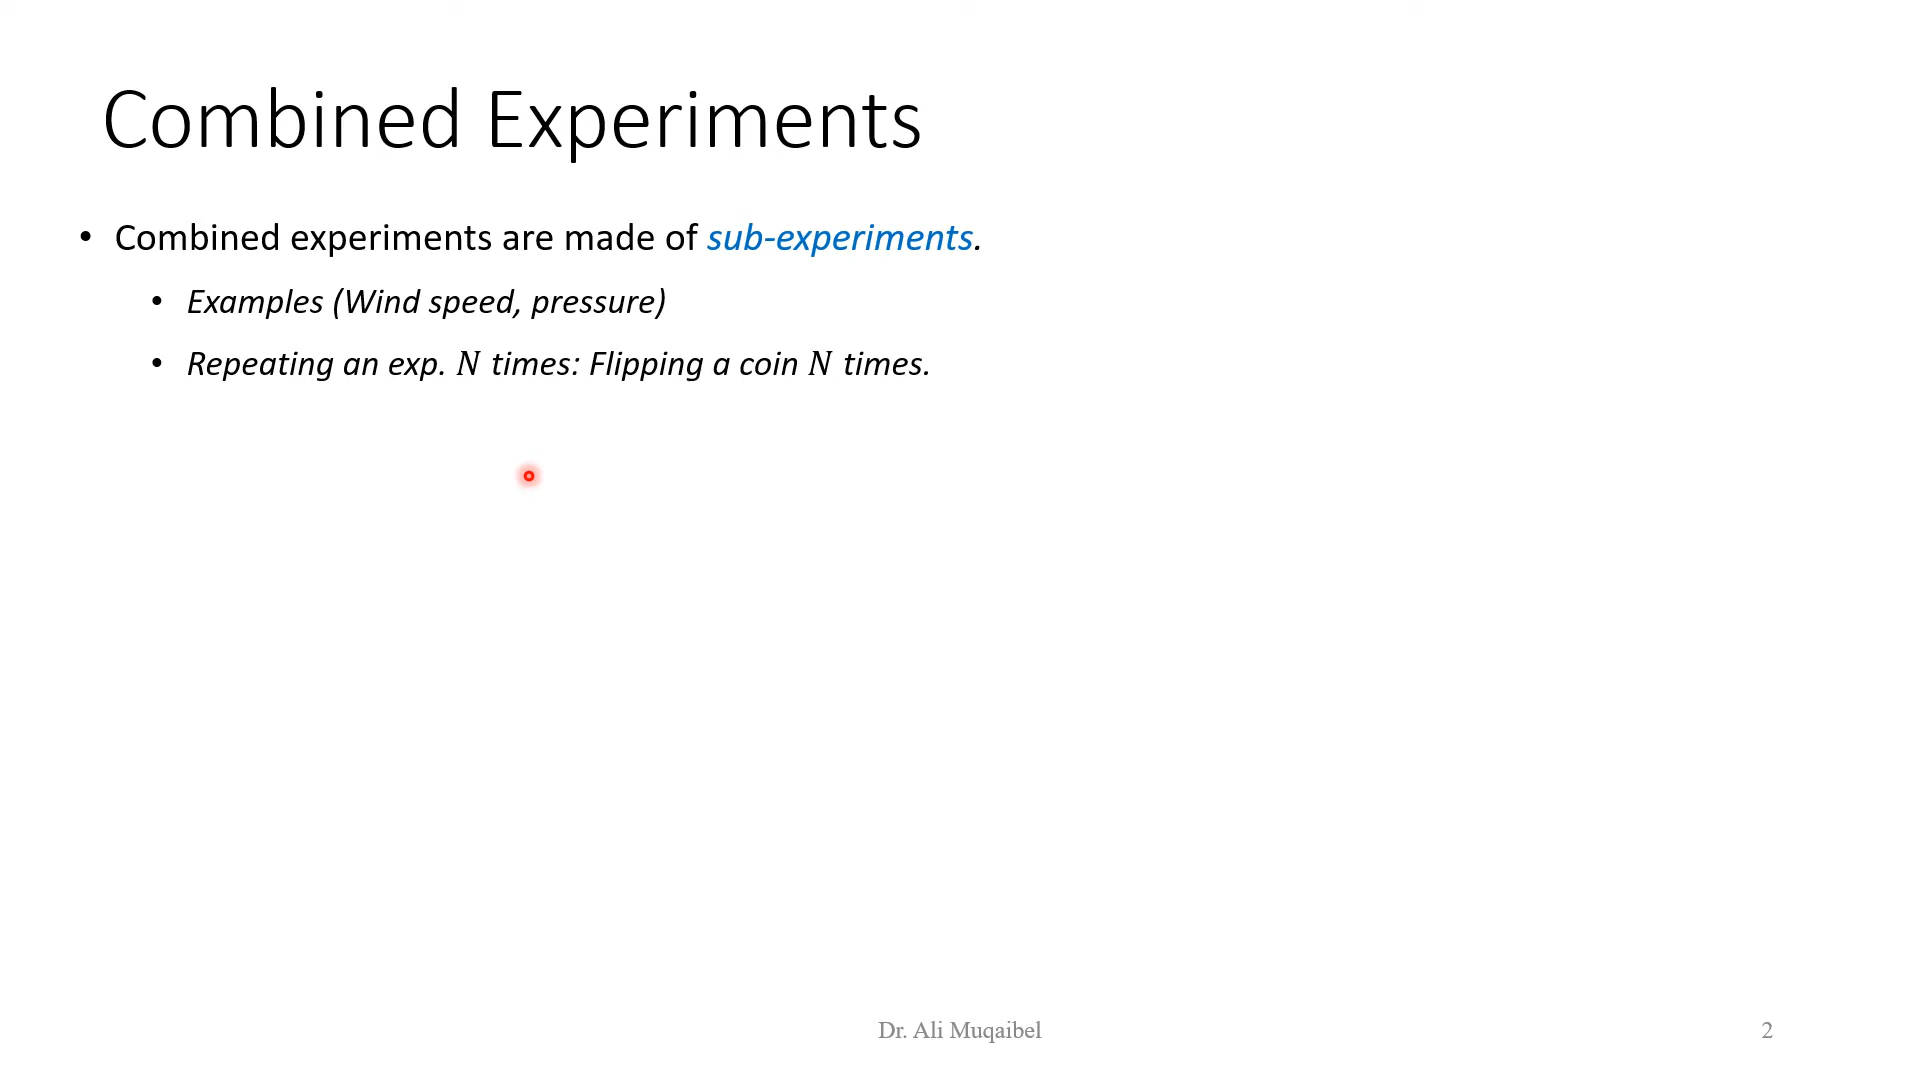 Combined Experiments
• Combined experiments are made of sub-experiments.
• Examples (Wind speed, pressure)
• Repeating an exp. N times: Flipping a coin N times.
Dr. Ali Muqaibel
2